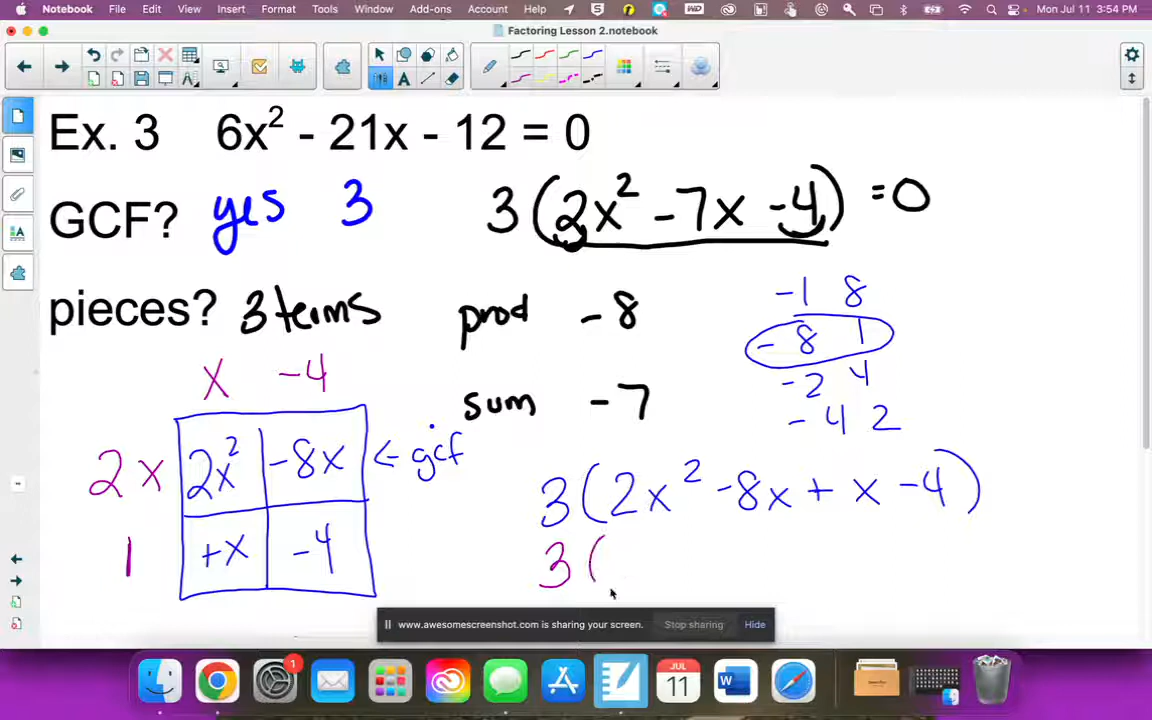 Notebook File Edit View Insert Format Tools Window Account Help Mon Jul 11 3:54 PM
Factoring Lesson 2.notebook
Ex. 3 6x² - 21x - 12 = 0
GCF? yes 3 3(2x² - 7x - 4) = 0
pieces? 3 terms prod - 8
sum - 7
-1 8
- 8 1
-2 4
- 4 2
x -4
2x 2x² -8x ← gcf
1 +x -4
3(2x² -8x + x -4)
3(
www.awesomescreenshot.com is sharing your screen. Stop sharing Hide
1
JUL
11
W